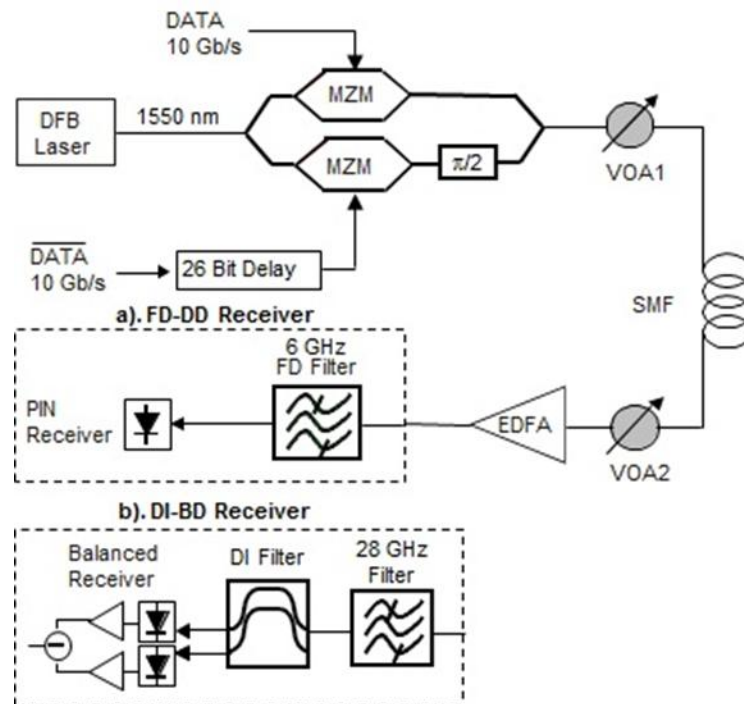 DATA
10 Gb/s
MZM
DFB
Laser
1550 nm
MZM
π/2
VOA1
DATA
10 Gb/s
26 Bit Delay
SMF
a). FD-DD Receiver
6 GHz
FD Filter
PIN
Receiver
EDFA
VOA2
b). DI-BD Receiver
Balanced
Receiver
DI Filter
28 GHz
Filter